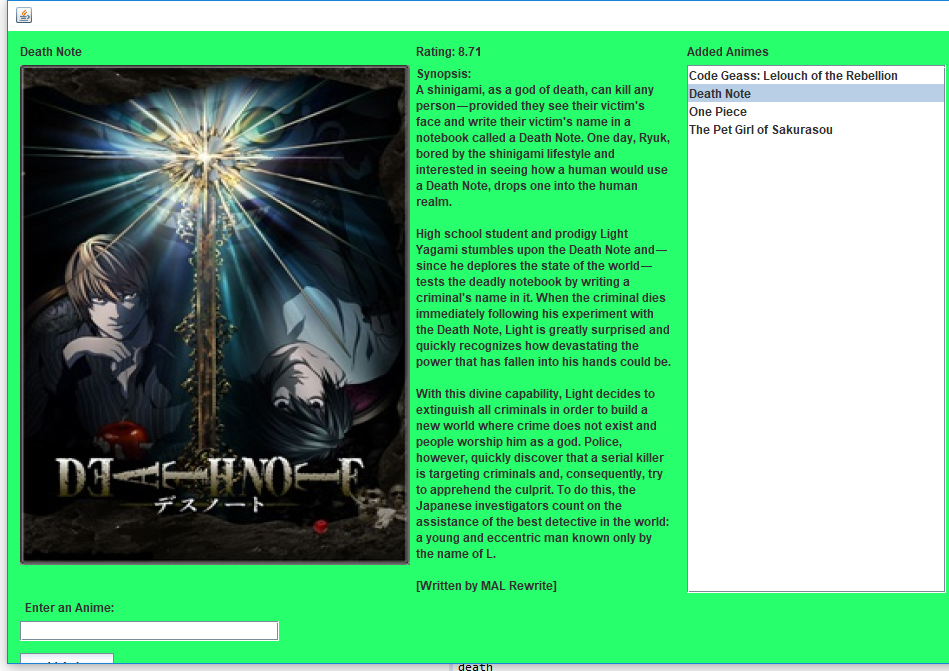 Death Note
Rating: 8.71
Added Animes
Synopsis:
A shinigami, as a god of death, can kill any
person—provided they see their victim's
face and write their victim's name in a
notebook called a Death Note. One day, Ryuk,
bored by the shinigami lifestyle and
interested in seeing how a human would use
a Death Note, drops one into the human
realm.
High school student and prodigy Light
Yagami stumbles upon the Death Note and—
since he deplores the state of the world—
tests the deadly notebook by writing a
criminal's name in it. When the criminal dies
immediately following his experiment with
the Death Note, Light is greatly surprised and
quickly recognizes how devastating the
power that has fallen into his hands could be.
With this divine capability, Light decides to
extinguish all criminals in order to build a
new world where crime does not exist and
people worship him as a god. Police,
however, quickly discover that a serial killer
is targeting criminals and, consequently, try
to apprehend the culprit. To do this, the
Japanese investigators count on the
assistance of the best detective in the world:
a young and eccentric man known only by
the name of L.
[Written by MAL Rewrite]
Code Geass: Lelouch of the Rebellion
Death Note
One Piece
The Pet Girl of Sakurasou
DEATH NOTE
デスノート
Enter an Anime:
death